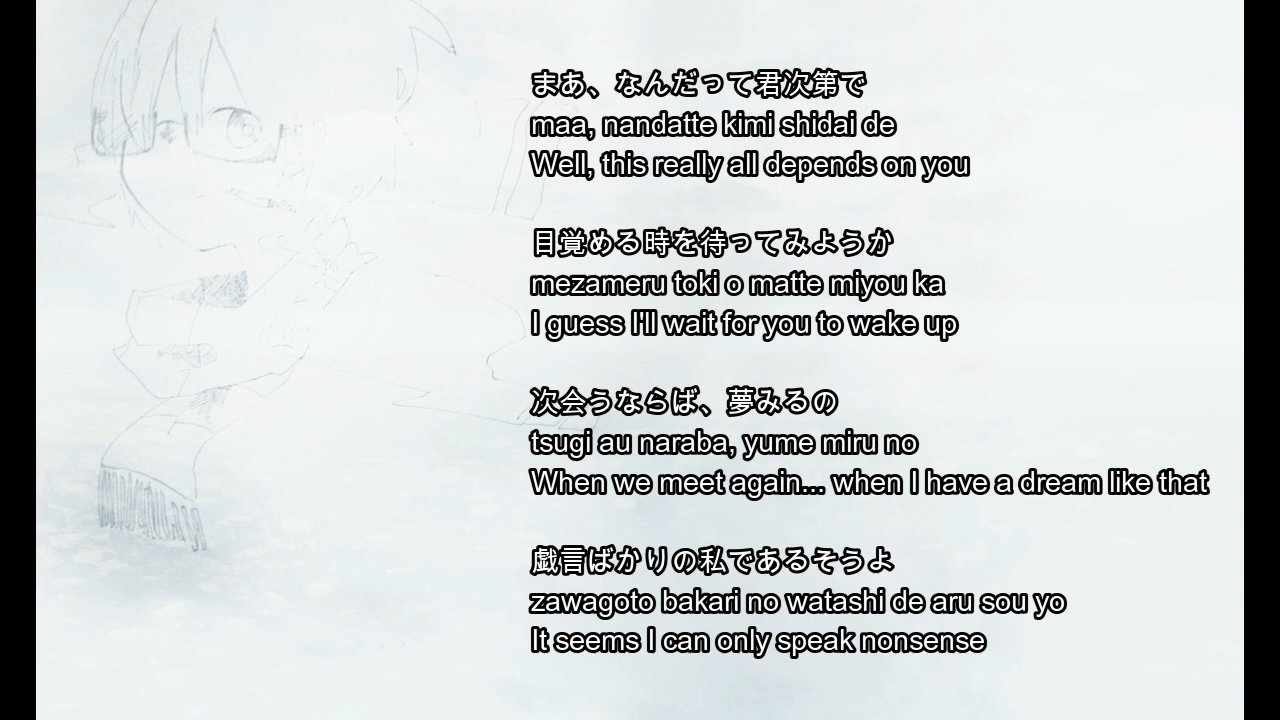 まあ、なんだって君次第で
maa, nandatte kimi shidai de
Well, this really all depends on you
目覚める時を待ってみようか
mezameru toki o matte miyou ka
I guess I'll wait for you to wake up
次会うならば、夢みるの
tsugi au naraba, yume miru no
When we meet again... when I have a dream like that
戯言ばかりの私であるそうよ
zawagoto bakari no watashi de aru sou yo
It seems I can only speak nonsense